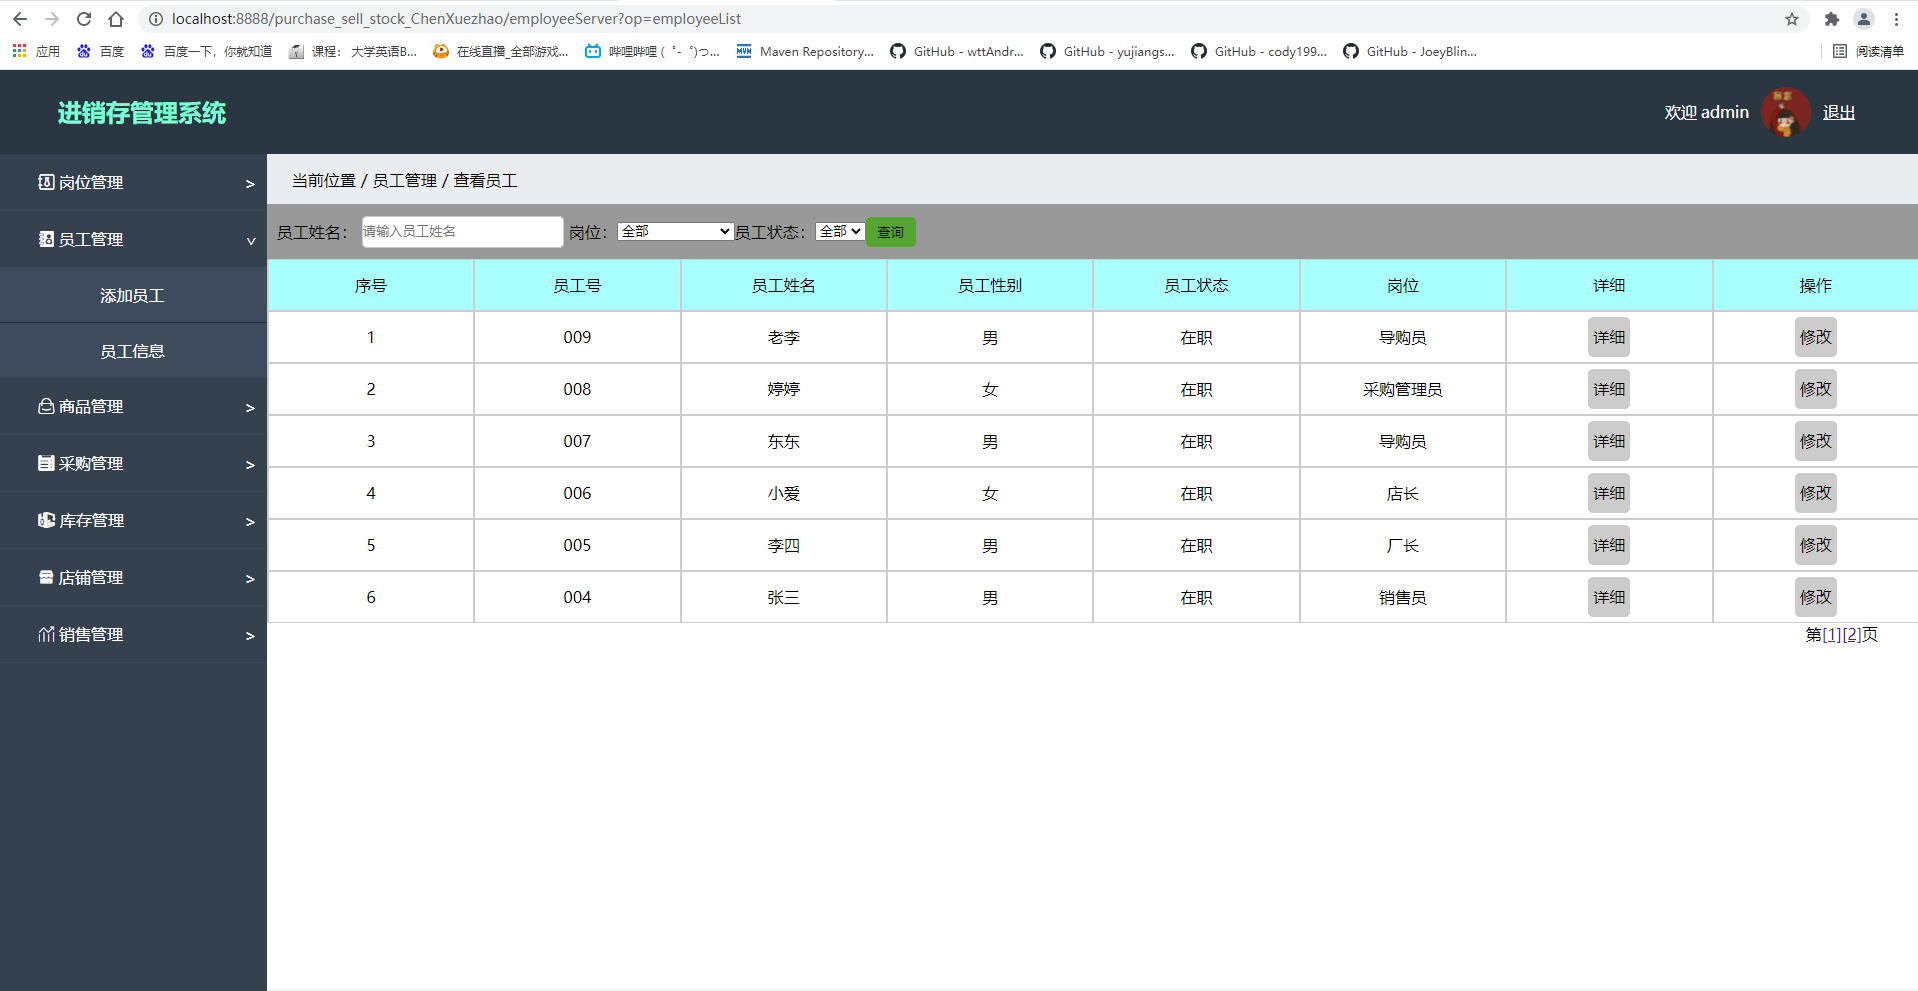 localhost:8888/purchase_sell_stock_ChenXuezhao/employeeServer?op=employeeList
应用 百度 百度一下，你就知道 课程：大学英语B... 在线直播_全部游戏... 哔哩哔哩 (゜-゜)つ... Maven Repository... GitHub - wttAndr... GitHub - yujiangs... GitHub - cody199... GitHub - JoeyBlin... 阅读清单
进销存管理系统 欢迎 admin 退出
岗位管理 >
员工管理 v
添加员工
员工信息
商品管理 >
采购管理 >
库存管理 >
店铺管理 >
销售管理 >
当前位置 / 员工管理 / 查看员工
员工姓名： 请输入员工姓名 岗位： 全部 员工状态： 全部 查询
序号 员工号 员工姓名 员工性别 员工状态 岗位 详细 操作
1 009 老李 男 在职 导购员 详细 修改
2 008 婷婷 女 在职 采购管理员 详细 修改
3 007 东东 男 在职 导购员 详细 修改
4 006 小爱 女 在职 店长 详细 修改
5 005 李四 男 在职 厂长 详细 修改
6 004 张三 男 在职 销售员 详细 修改
第[1][2]页